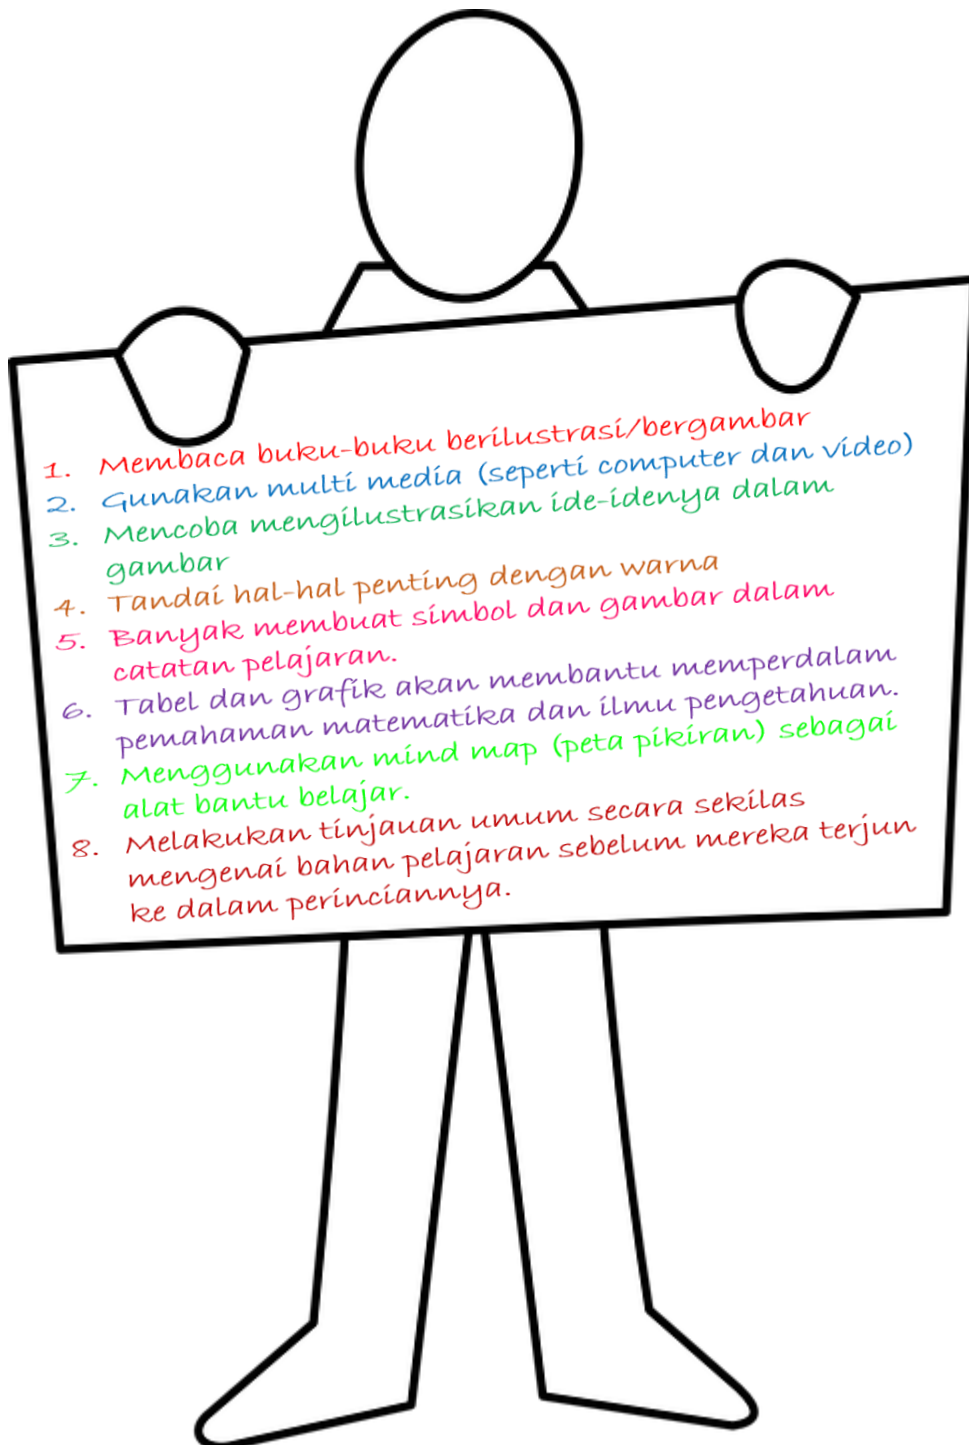 1. Membaca buku-buku berilustrasi/bergambar
2. Gunakan multi media (seperti computer dan video)
3. Mencoba mengilustrasikan ide-idenya dalam
gambar
4. Tandai hal-hal penting dengan warna
5. Banyak membuat simbol dan gambar dalam
catatan pelajaran.
6. Tabel dan grafik akan membantu memperdalam
pemahaman matematika dan ilmu pengetahuan.
7. Menggunakan mind map (peta pikiran) sebagai
alat bantu belajar.
8. Melakukan tinjauan umum secara sekilas
mengenai bahan pelajaran sebelum mereka terjun
ke dalam perinciannya.